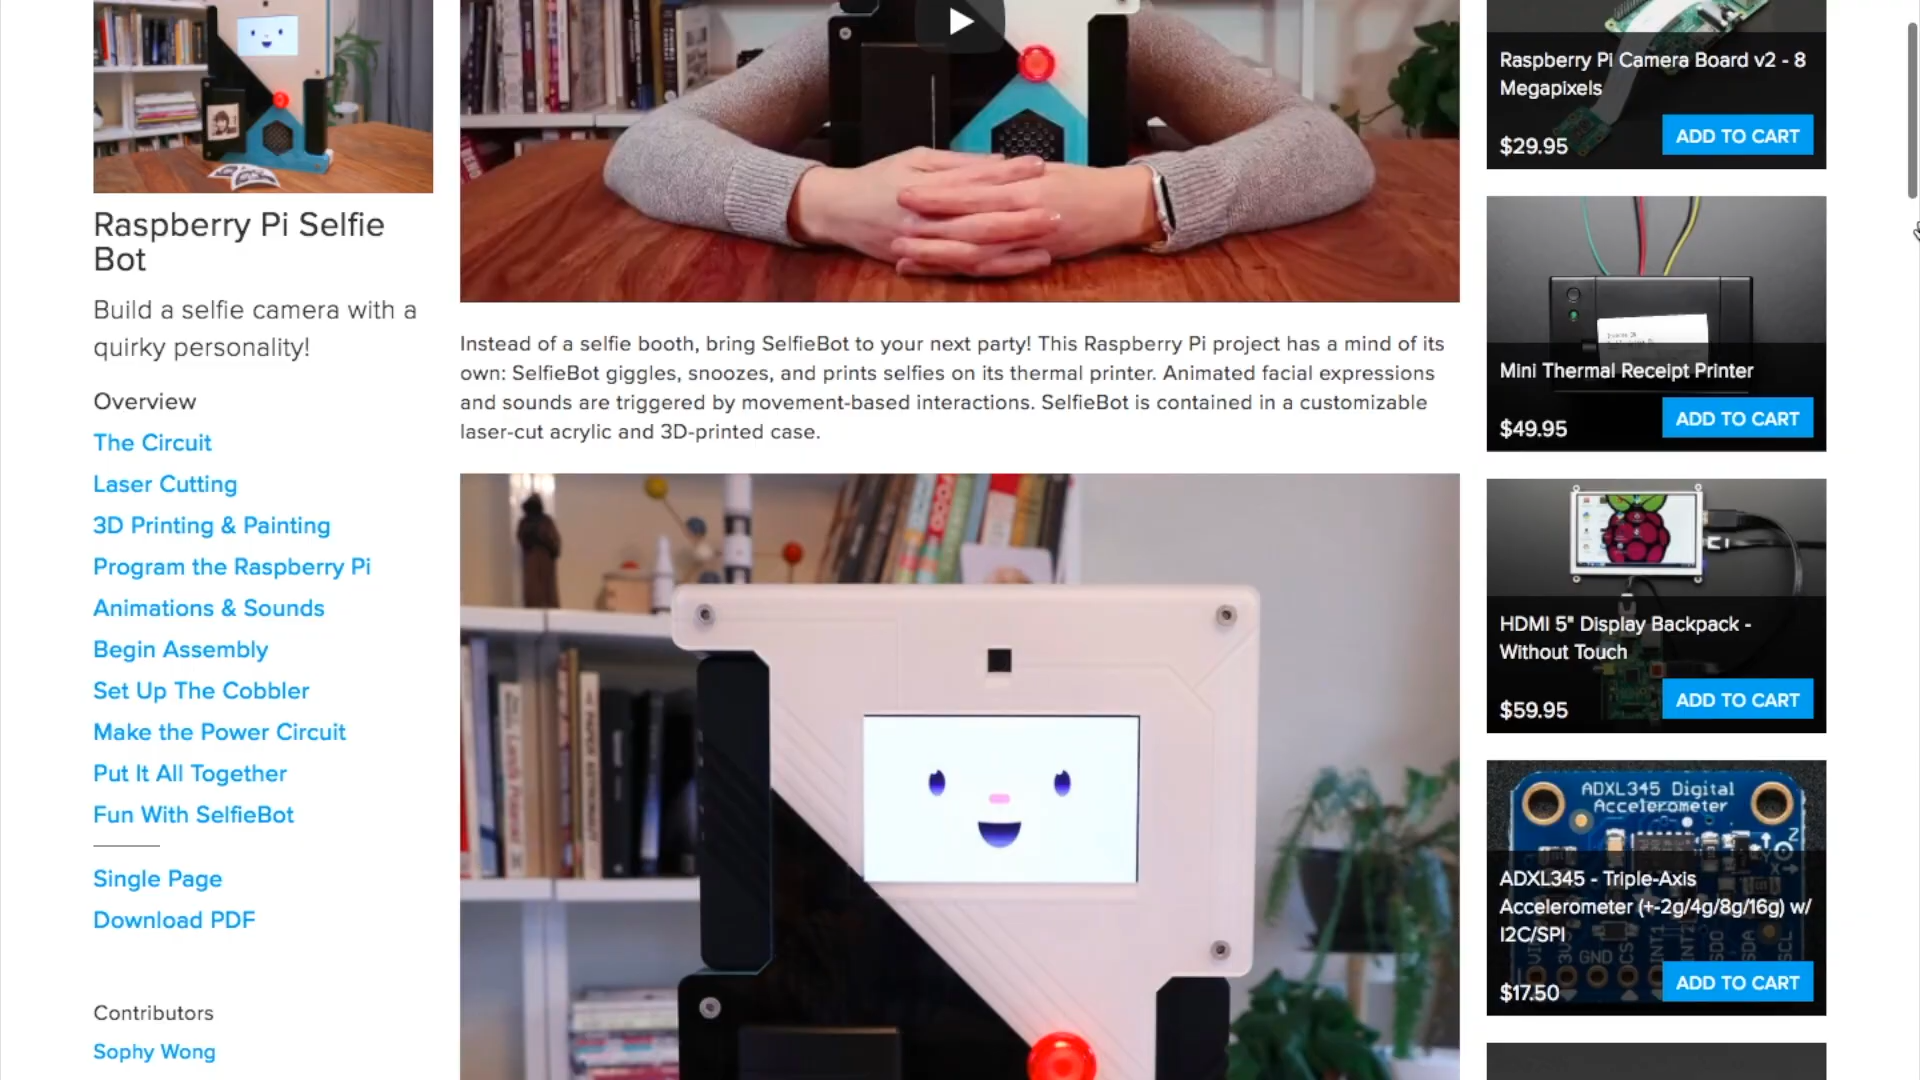 Raspberry Pi Selfie
Bot
Build a selfie camera with a
quirky personality!
Overview
The Circuit
Laser Cutting
3D Printing & Painting
Program the Raspberry Pi
Animations & Sounds
Begin Assembly
Set Up The Cobbler
Make the Power Circuit
Put It All Together
Fun With SelfieBot
Single Page
Download PDF
Contributors
Sophy Wong
Instead of a selfie booth, bring SelfieBot to your next party! This Raspberry Pi project has a mind of its
own: SelfieBot giggles, snoozes, and prints selfies on its thermal printer. Animated facial expressions
and sounds are triggered by movement-based interactions. SelfieBot is contained in a customizable
laser-cut acrylic and 3D-printed case.
Raspberry Pi Camera Board v2 - 8
Megapixels
$29.95
ADD TO CART
Mini Thermal Receipt Printer
$49.95
ADD TO CART
HDMI 5" Display Backpack -
Without Touch
$59.95
ADD TO CART
ADXL345 Digital
Accelerometer
ADXL345 - Triple-Axis
Accelerometer (+-2g/4g/8g/16g) w/
I2C/SPI
GND
CS
INT1
SDO
SDA
SCL
$17.50
ADD TO CART